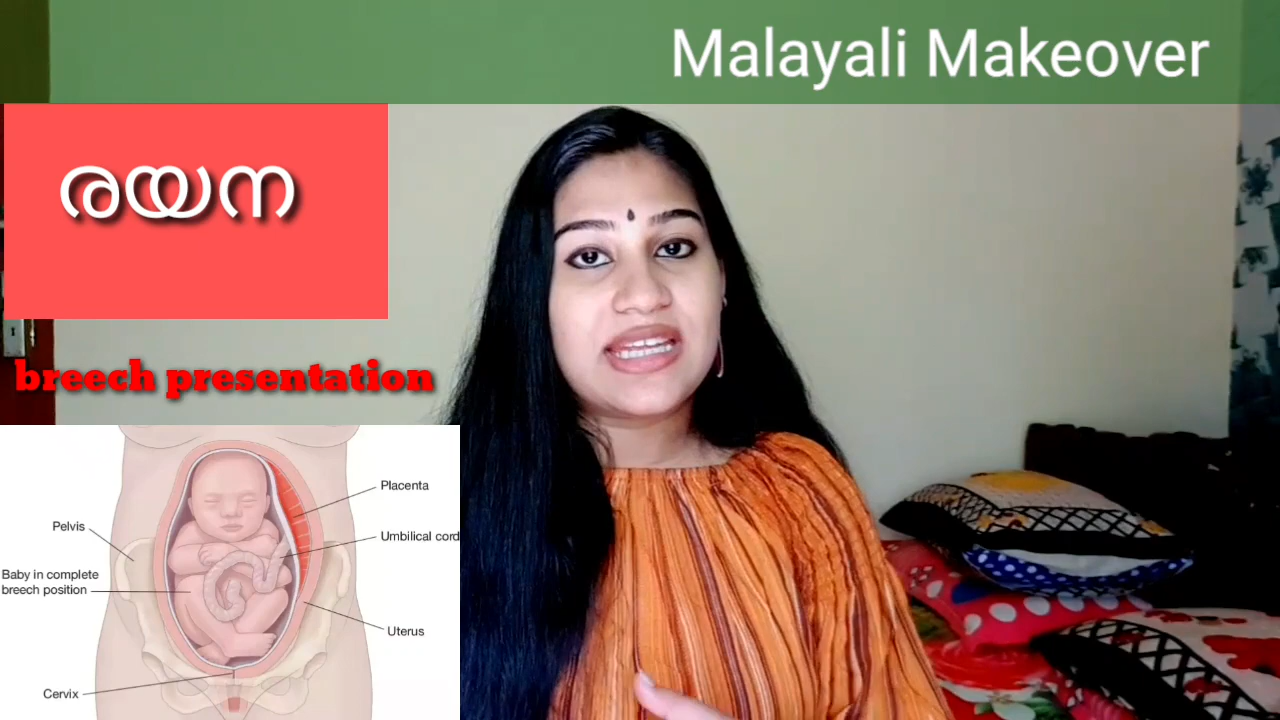 Malayali Makeover
രയന
breech presentation
Placenta
Pelvis
Umbilical cord
Baby in complete
breech position
Uterus
Cervix